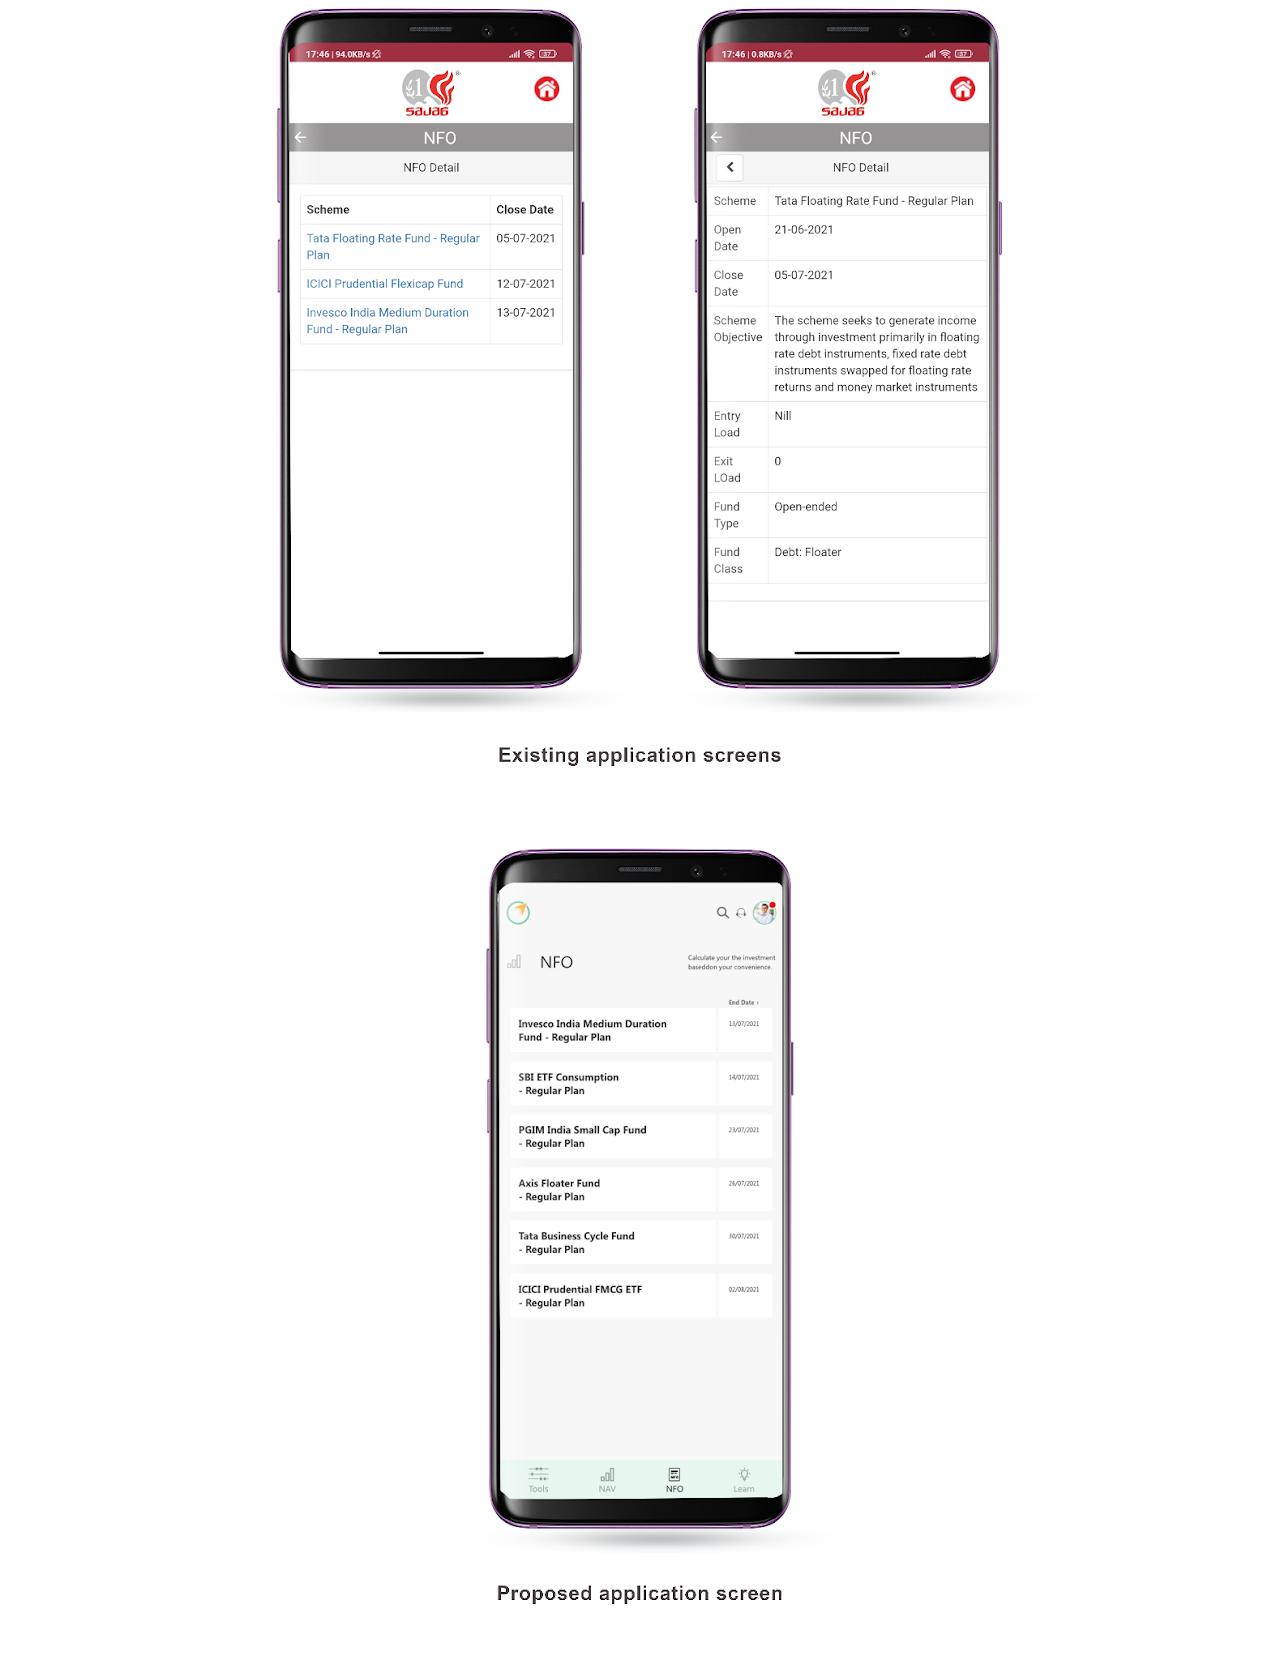 17:46 | 94.0KB/s
37
1
SaJaG
®
NFO
NFO Detail
Scheme
Close Date
Tata Floating Rate Fund - Regular
Plan
05-07-2021
ICICI Prudential Flexicap Fund
12-07-2021
Invesco India Medium Duration
Fund - Regular Plan
13-07-2021
17:46 | 0.8KB/s
37
1
SaJaG
®
NFO
NFO Detail
Scheme
Tata Floating Rate Fund - Regular Plan
Open
Date
21-06-2021
Close
Date
05-07-2021
Scheme
Objective
The scheme seeks to generate income
through investment primarily in floating
rate debt instruments, fixed rate debt
instruments swapped for floating rate
returns and money market instruments
Entry
Load
Nill
Exit
LOad
0
Fund
Type
Open-ended
Fund
Class
Debt: Floater
Existing application screens
NFO
Calculate your the investment
baseddon your convenience.
End Date
Invesco India Medium Duration
Fund - Regular Plan
13/07/2021
SBI ETF Consumption
- Regular Plan
14/07/2021
PGIM India Small Cap Fund
- Regular Plan
23/07/2021
Axis Floater Fund
- Regular Plan
26/07/2021
Tata Business Cycle Fund
- Regular Plan
30/07/2021
ICICI Prudential FMCG ETF
- Regular Plan
02/08/2021
Tools
NAV
NFO
NFO
Learn
Proposed application screen